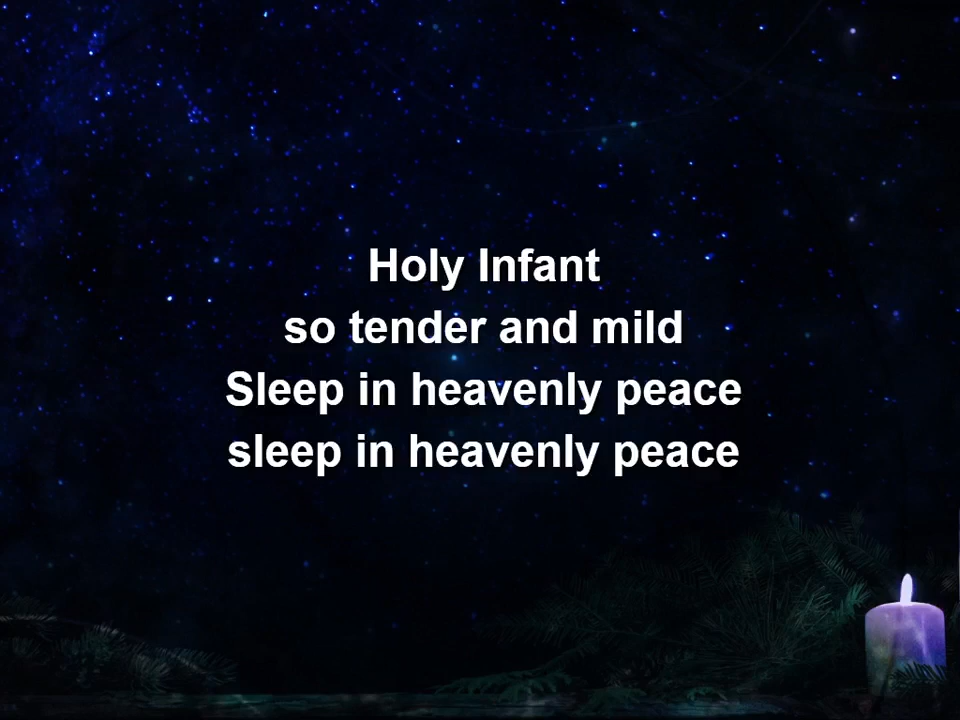 Holy Infant
so tender and mild
Sleep in heavenly peace
sleep in heavenly peace